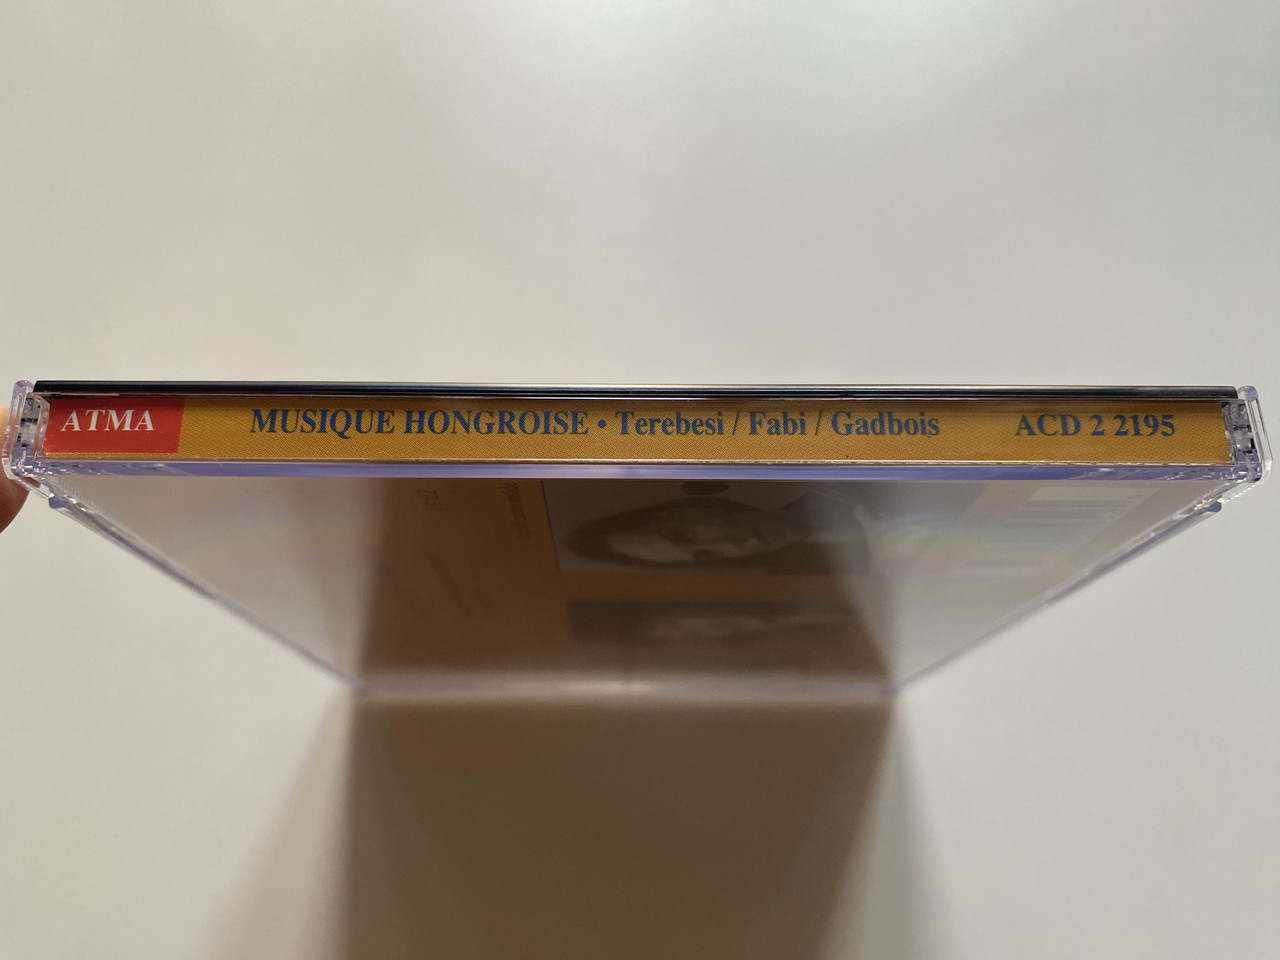 ATMA MUSIQUE HONGROISE • Terebesi / Fabi / Gadbois ACD 2 2195